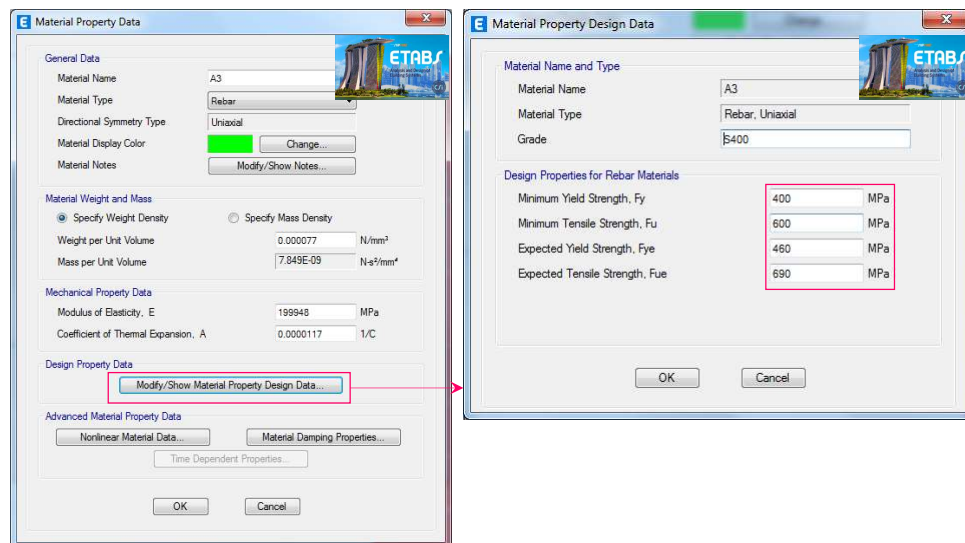 Material Property Data
General Data
Material Name A3
Material Type Rebar
Directional Symmetry Type Uniaxial
Material Display Color Change...
Material Notes Modify/Show Notes...
Material Weight and Mass
Specify Weight Density Specify Mass Density
Weight per Unit Volume 0.000077 N/mm³
Mass per Unit Volume 7.849E-09 N-s²/mm⁴
Mechanical Property Data
Modulus of Elasticity, E 199948 MPa
Coefficient of Thermal Expansion, A 0.0000117 1/C
Design Property Data
Modify/Show Material Property Design Data...
Advanced Material Property Data
Nonlinear Material Data... Material Damping Properties...
Time Dependent Properties...
OK Cancel
ETABS
Material Property Design Data
Material Name and Type
Material Name A3
Material Type Rebar, Uniaxial
Grade S400
Design Properties for Rebar Materials
Minimum Yield Strength, Fy 400 MPa
Minimum Tensile Strength, Fu 600 MPa
Expected Yield Strength, Fye 460 MPa
Expected Tensile Strength, Fue 690 MPa
OK Cancel
ETABS